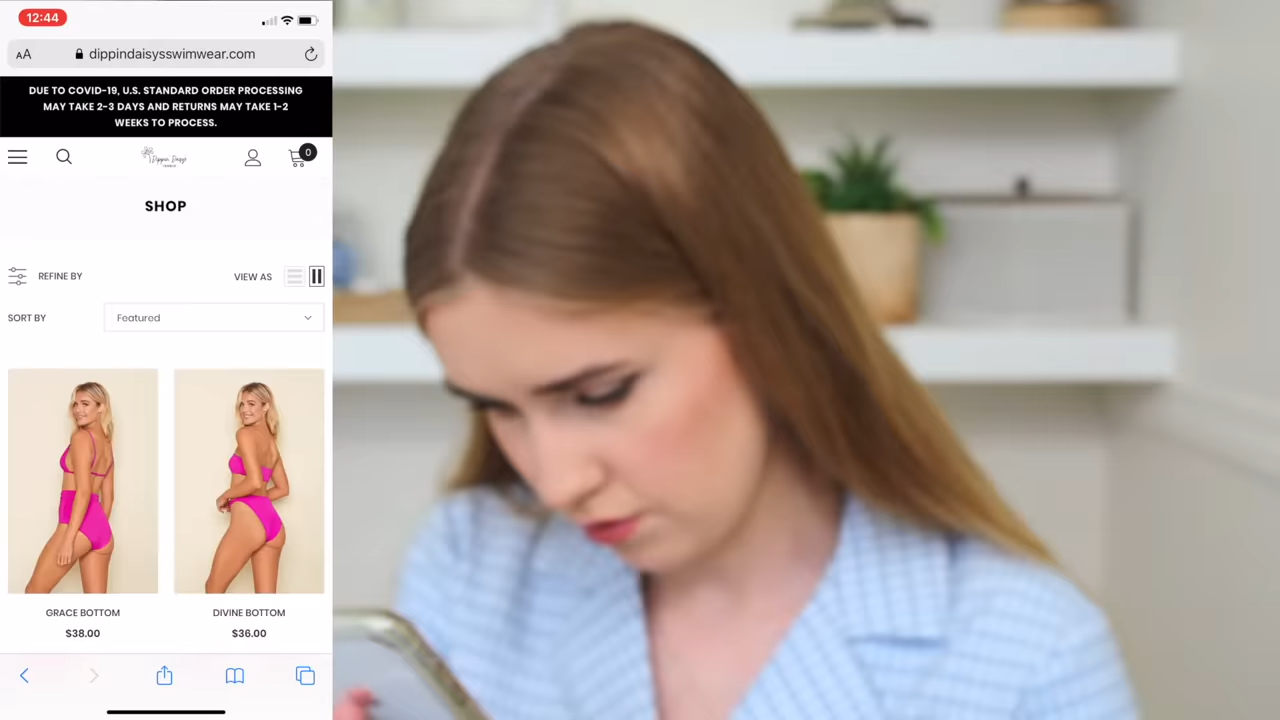 12:44
AA
dippindaisysswimwear.com
DUE TO COVID-19, U.S. STANDARD ORDER PROCESSING
MAY TAKE 2-3 DAYS AND RETURNS MAY TAKE 1-2
WEEKS TO PROCESS.
Dippin Daisy's
0
SHOP
REFINE BY
VIEW AS
SORT BY
Featured
GRACE BOTTOM
DIVINE BOTTOM
$38.00
$36.00